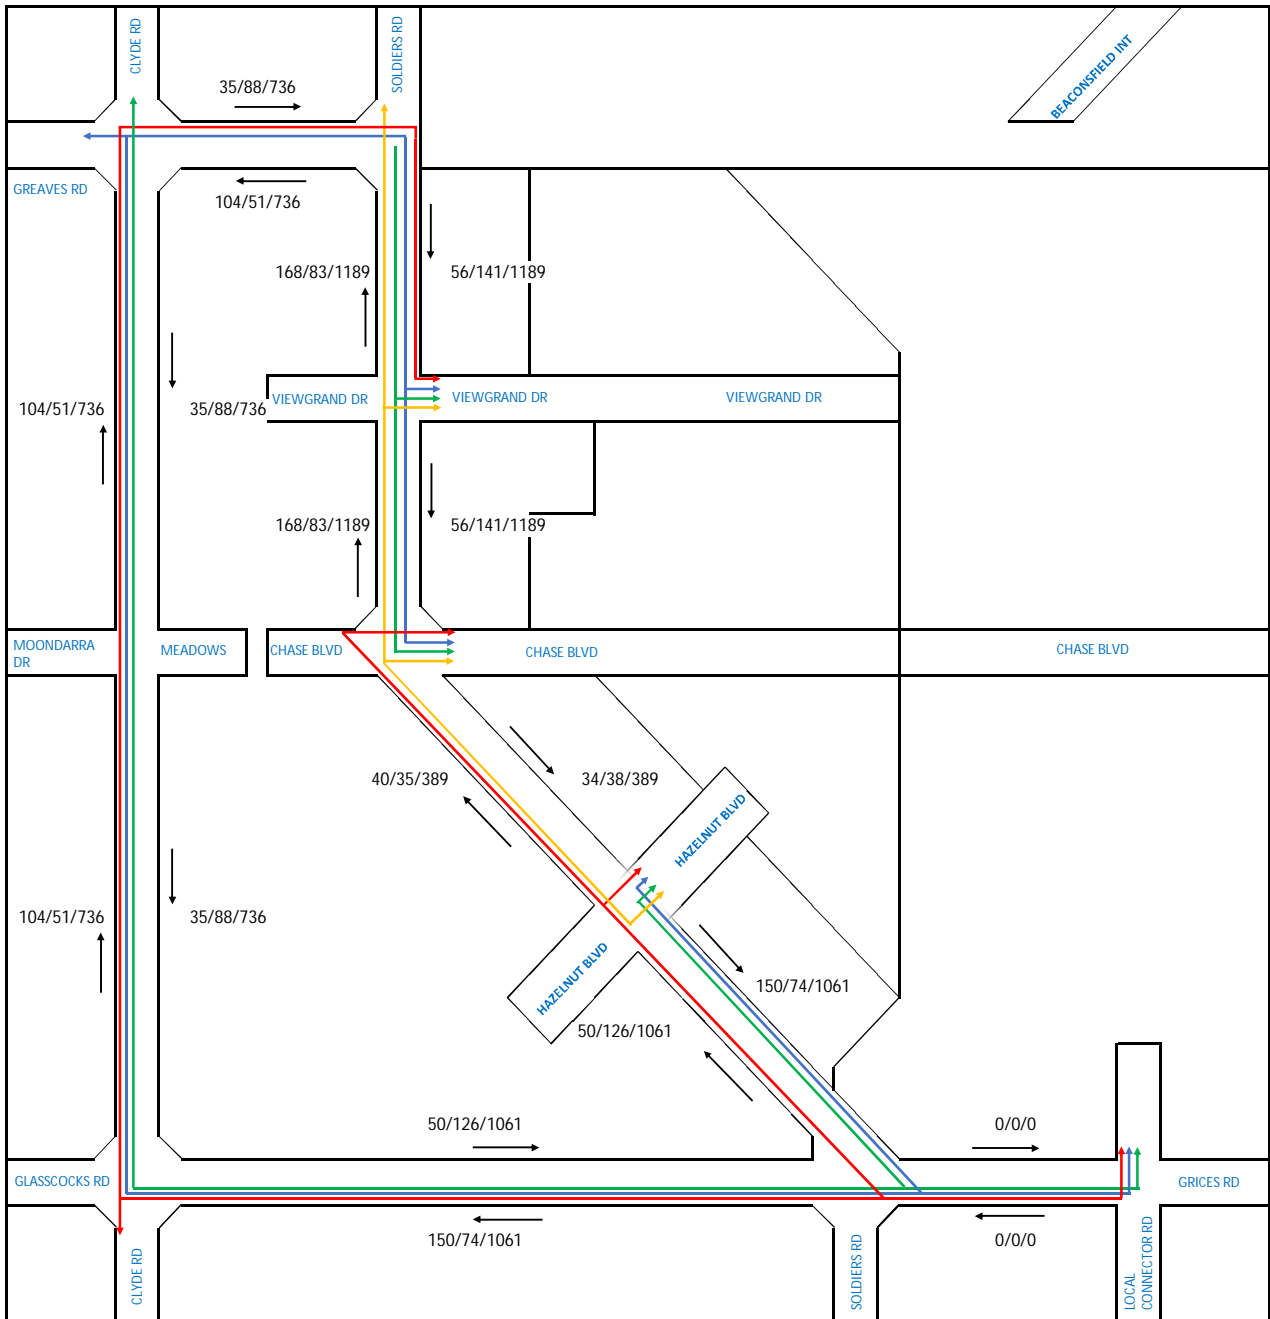 CLYDE RD
SOLDIERS RD
BEACONSFIELD INT
35/88/736
GREAVES RD
104/51/736
168/83/1189
56/141/1189
104/51/736
35/88/736
VIEWGRAND DR
VIEWGRAND DR
VIEWGRAND DR
168/83/1189
56/141/1189
MOONDARRA
DR
MEADOWS
CHASE BLVD
CHASE BLVD
CHASE BLVD
40/35/389
34/38/389
HAZELNUT BLVD
104/51/736
35/88/736
HAZELNUT BLVD
150/74/1061
50/126/1061
50/126/1061
0/0/0
GLASSCOCKS RD
GRICES RD
150/74/1061
0/0/0
CLYDE RD
SOLDIERS RD
LOCAL
CONNECTOR RD